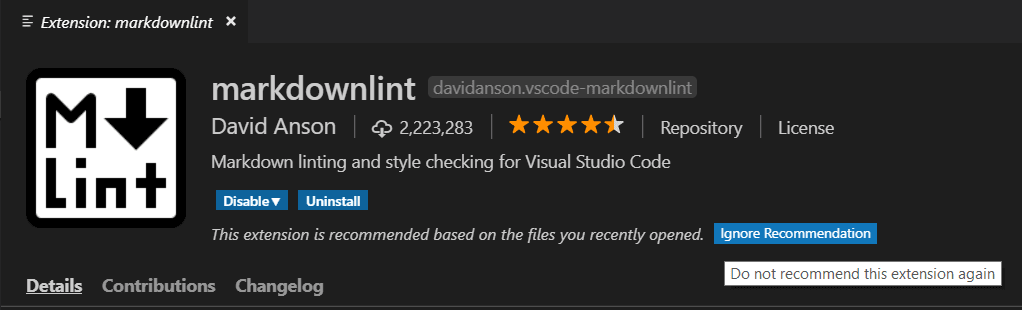 Extension: markdownlint
M
Lint
markdownlint davidanson.vscode-markdownlint
David Anson 2,223,283 Repository License
Markdown linting and style checking for Visual Studio Code
Disable Uninstall
This extension is recommended based on the files you recently opened. Ignore Recommendation
Do not recommend this extension again
Details Contributions Changelog